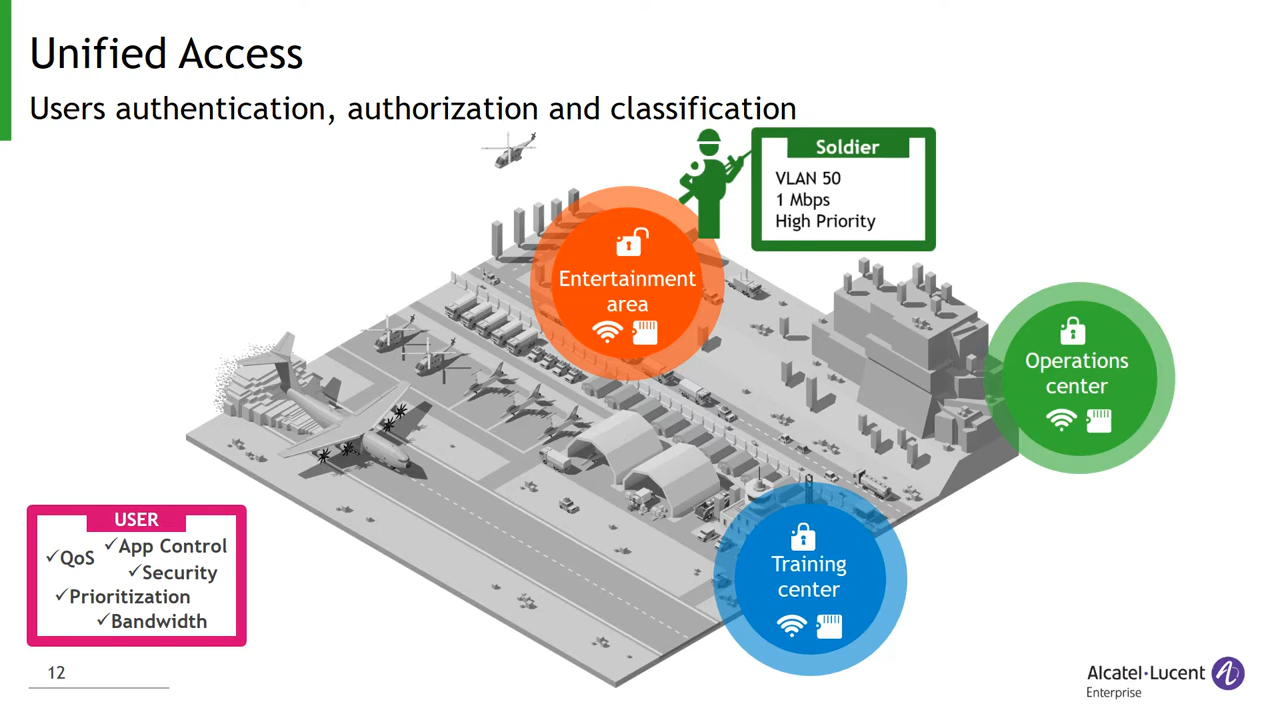 Unified Access
Users authentication, authorization and classification
Soldier
VLAN 50
1 Mbps
High Priority
Entertainment
area
Operations
center
Training
center
USER
✓App Control
✓QoS
✓Security
✓Prioritization
✓Bandwidth
12
Alcatel·Lucent
Enterprise